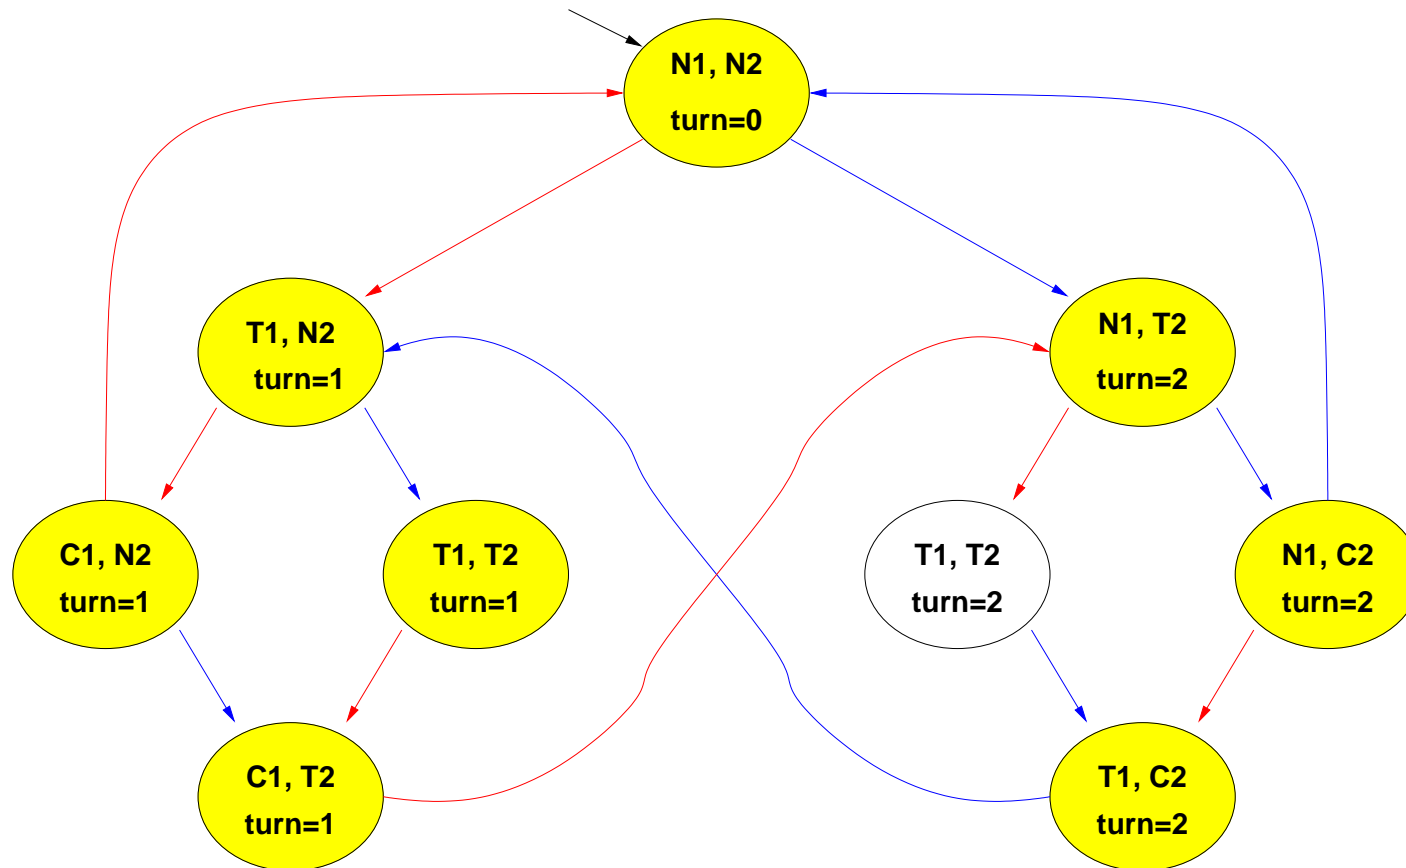 N1, N2
turn=0
T1, N2
turn=1
N1, T2
turn=2
C1, N2
turn=1
T1, T2
turn=1
T1, T2
turn=2
N1, C2
turn=2
C1, T2
turn=1
T1, C2
turn=2